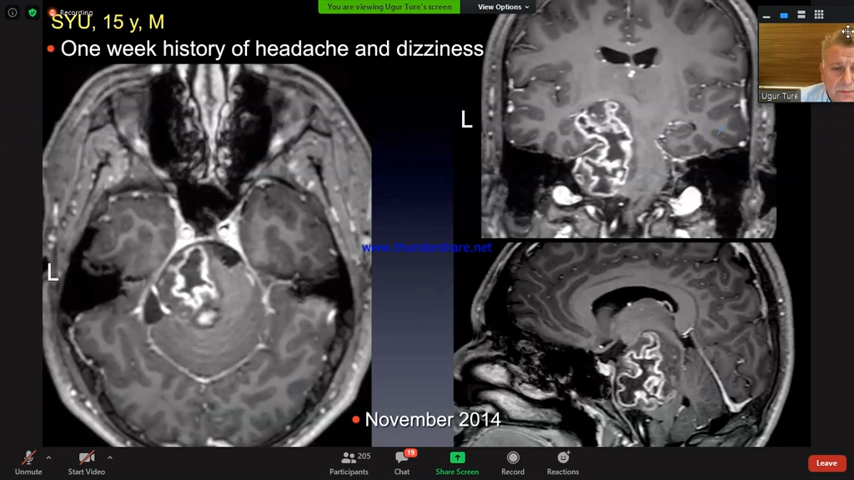 Recording
You are viewing Ugur Ture's screen
View Options
SYU, 15 y, M
One week history of headache and dizziness
Ugur Ture
L
L
www.thundershare.net
November 2014
Unmute
Start Video
205
Participants
19
Chat
Share Screen
Record
Reactions
Leave